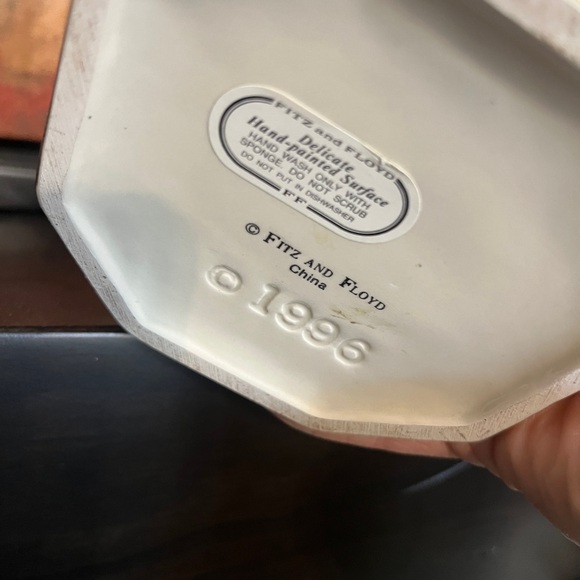 FITZ and FLOYD
Delicate
Hand-painted Surface
HAND WASH ONLY WITH
SPONGE. DO NOT SCRUB
DO NOT PUT IN DISHWASHER
FF
© FITZ AND FLOYD
China
© 1996